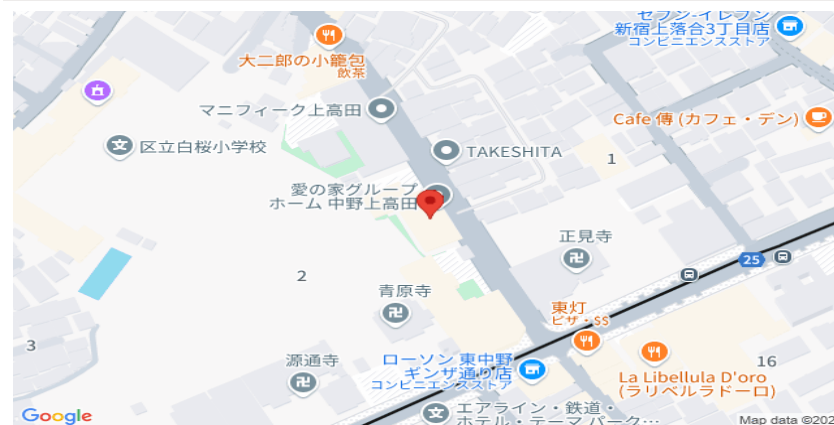 セブン-イレブン
新宿上落合3丁目店
コンビニエンスストア
大二郎の小籠包
飲茶
マニフィーク上高田
Cafe 傳 (カフェ・デン)
区立白桜小学校
TAKESHITA
1
愛の家グループ
ホーム 中野上高田
正見寺
25
2
青原寺
東灯
ピザ・SS
3
源通寺
ローソン 東中野
ギンザ通り店
コンビニエンスストア
16
La Libellula D'oro
(ラリベルラドーロ)
エアライン・鉄道・
ホテル・テーマパーク…
Google
Map data ©202